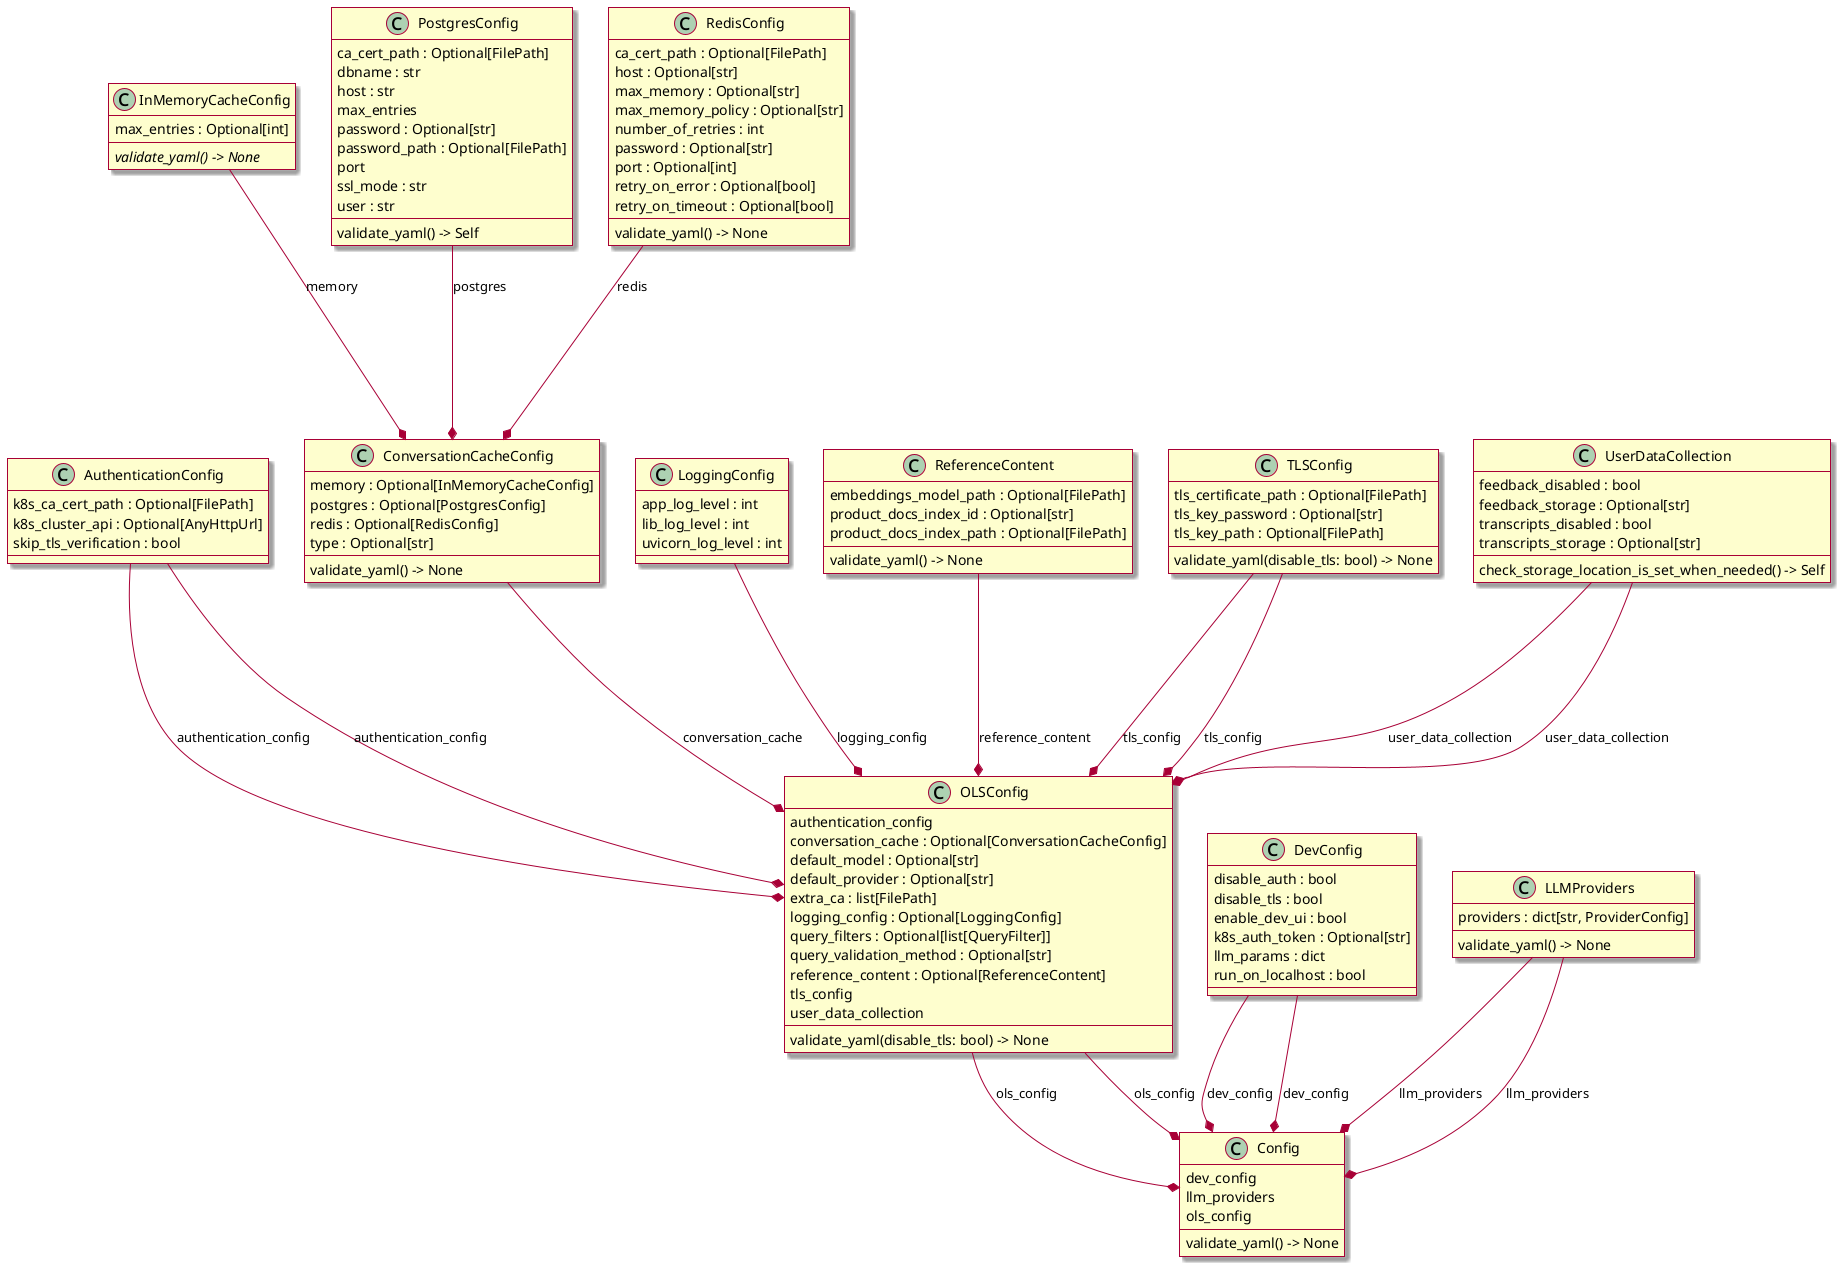 C PostgresConfig
ca_cert_path : Optional[FilePath]
dbname : str
host : str
max_entries
password : Optional[str]
password_path : Optional[FilePath]
port
ssl_mode : str
user : str
validate_yaml() -> Self
C RedisConfig
ca_cert_path : Optional[FilePath]
host : Optional[str]
max_memory : Optional[str]
max_memory_policy : Optional[str]
number_of_retries : int
password : Optional[str]
port : Optional[int]
retry_on_error : Optional[bool]
retry_on_timeout : Optional[bool]
validate_yaml() -> None
C InMemoryCacheConfig
max_entries : Optional[int]
validate_yaml() -> None
memory
postgres
redis
C AuthenticationConfig
k8s_ca_cert_path : Optional[FilePath]
k8s_cluster_api : Optional[AnyHttpUrl]
skip_tls_verification : bool
C ConversationCacheConfig
memory : Optional[InMemoryCacheConfig]
postgres : Optional[PostgresConfig]
redis : Optional[RedisConfig]
type : Optional[str]
validate_yaml() -> None
C LoggingConfig
app_log_level : int
lib_log_level : int
uvicorn_log_level : int
C ReferenceContent
embeddings_model_path : Optional[FilePath]
product_docs_index_id : Optional[str]
product_docs_index_path : Optional[FilePath]
validate_yaml() -> None
C TLSConfig
tls_certificate_path : Optional[FilePath]
tls_key_password : Optional[str]
tls_key_path : Optional[FilePath]
validate_yaml(disable_tls: bool) -> None
C UserDataCollection
feedback_disabled : bool
feedback_storage : Optional[str]
transcripts_disabled : bool
transcripts_storage : Optional[str]
check_storage_location_is_set_when_needed() -> Self
authentication_config
authentication_config
conversation_cache
logging_config
reference_content
tls_config
tls_config
user_data_collection
user_data_collection
C OLSConfig
authentication_config
conversation_cache : Optional[ConversationCacheConfig]
default_model : Optional[str]
default_provider : Optional[str]
extra_ca : list[FilePath]
logging_config : Optional[LoggingConfig]
query_filters : Optional[list[QueryFilter]]
query_validation_method : Optional[str]
reference_content : Optional[ReferenceContent]
tls_config
user_data_collection
validate_yaml(disable_tls: bool) -> None
C DevConfig
disable_auth : bool
disable_tls : bool
enable_dev_ui : bool
k8s_auth_token : Optional[str]
llm_params : dict
run_on_localhost : bool
C LLMProviders
providers : dict[str, ProviderConfig]
validate_yaml() -> None
ols_config
ols_config
dev_config
dev_config
llm_providers
llm_providers
C Config
dev_config
llm_providers
ols_config
validate_yaml() -> None